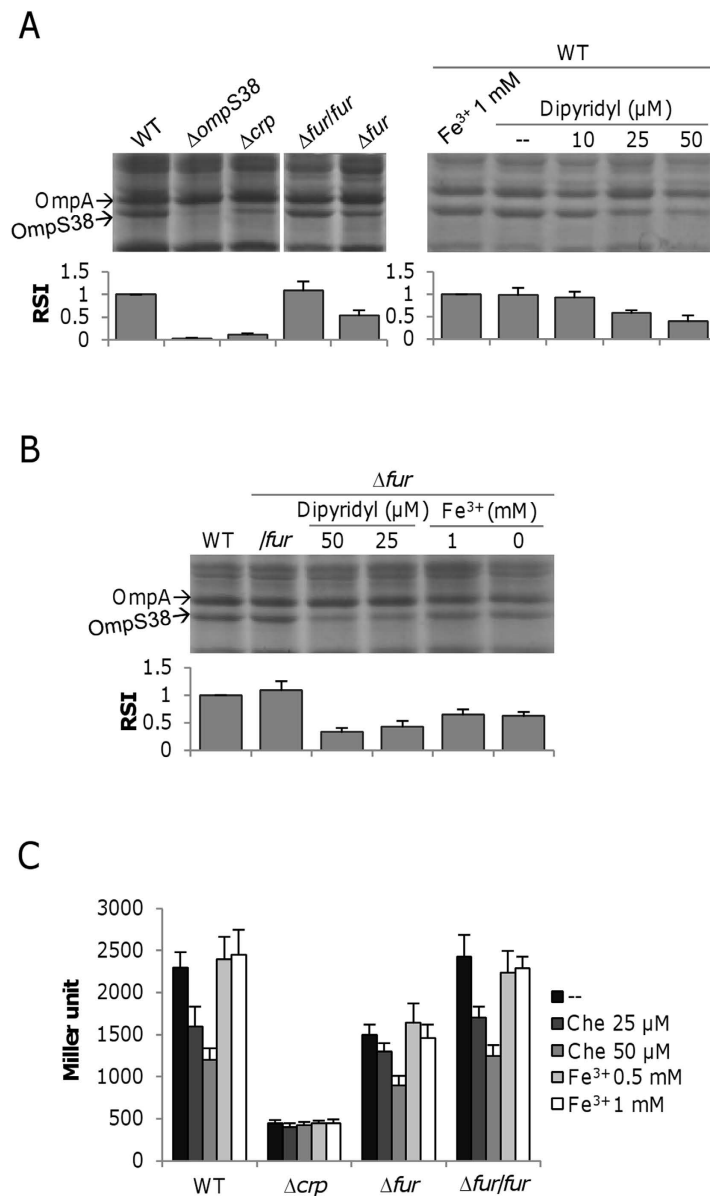 A
WT
WT
ΔompS38
Δcrp
Δfur/fur
Δfur
Fe³⁺ 1 mM
Dipyridyl (μM)
-- 10 25 50
OmpA
OmpS38
1.5
1
0.5
0
RSI
1.5
1
0.5
0
B
Δfur
Dipyridyl (μM) Fe³⁺ (mM)
WT /fur 50 25 1 0
OmpA
OmpS38
1.5
1
0.5
0
RSI
C
3000
2500
2000
1500
1000
500
0
Miller unit
--
Che 25 μM
Che 50 μM
Fe³⁺ 0.5 mM
Fe³⁺ 1 mM
WT Δcrp Δfur Δfur/fur